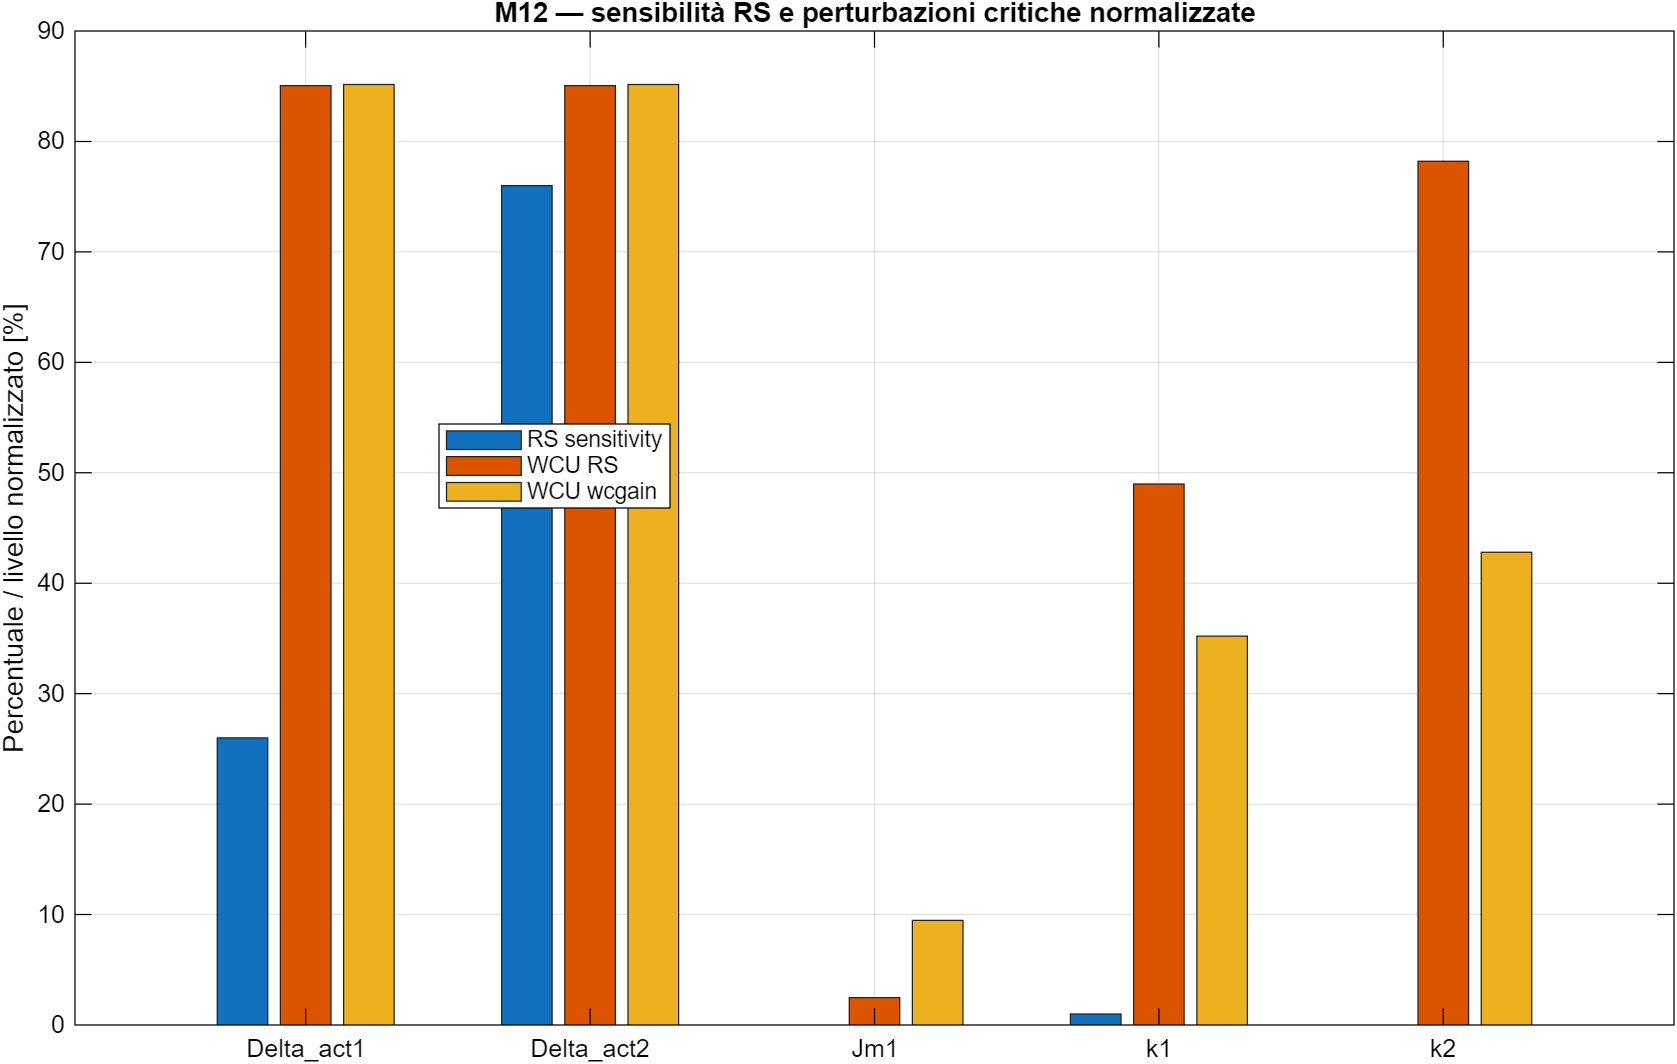 M12 — sensibilità RS e perturbazioni critiche normalizzate
Percentuale / livello normalizzato [%]
90
80
70
60
50
40
30
20
10
0
RS sensitivity
WCU RS
WCU wcgain
Delta_act1
Delta_act2
Jm1
k1
k2